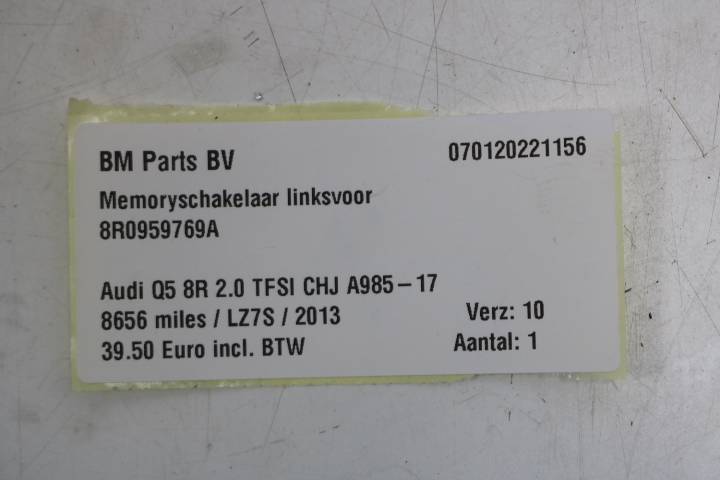 BM Parts BV 070120221156
Memoryschakelaar linksvoor
8R0959769A
Audi Q5 8R 2.0 TFSI CHJ A985-17
8656 miles / LZ7S / 2013 Verz: 10
39.50 Euro incl. BTW Aantal: 1